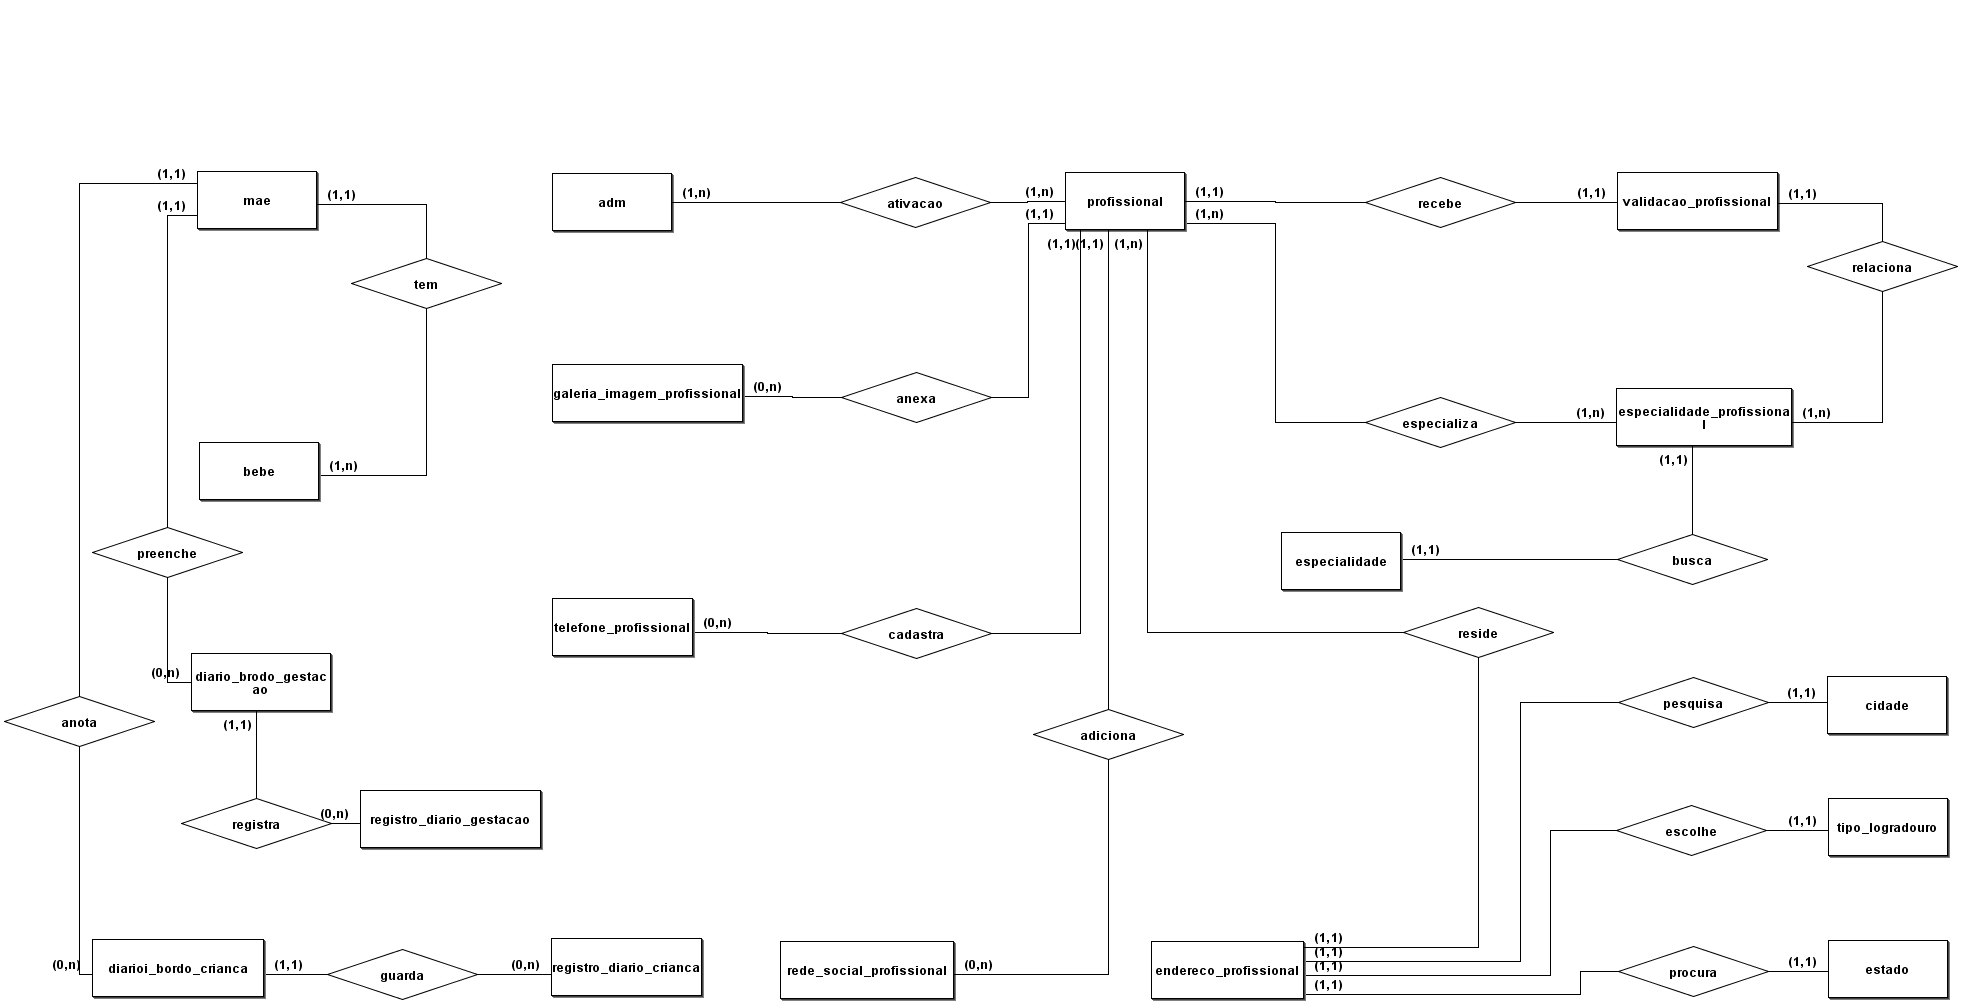 (1,1)
mae
(1,1)
(1,1)
adm
(1,n)
ativacao
(1,n)
profissional
(1,1)
recebe
(1,1)
validacao_profissional
(1,1)
(1,1)
(1,n)
(1,1)
(1,1)
(1,n)
relaciona
tem
galeria_imagem_profissional
(0,n)
anexa
especializa
(1,n)
especialidade_profissiona
l
(1,n)
(1,1)
bebe
(1,n)
preenche
especialidade
(1,1)
busca
telefone_profissional
(0,n)
cadastra
reside
(0,n)
diario_brodo_gestac
ao
(1,1)
anota
adiciona
pesquisa
(1,1)
cidade
registra
(0,n)
registro_diario_gestacao
escolhe
(1,1)
tipo_logradouro
(0,n)
diarioi_bordo_crianca
(1,1)
guarda
(0,n)
registro_diario_crianca
rede_social_profissional
(0,n)
endereco_profissional
(1,1)
(1,1)
(1,1)
(1,1)
procura
(1,1)
estado